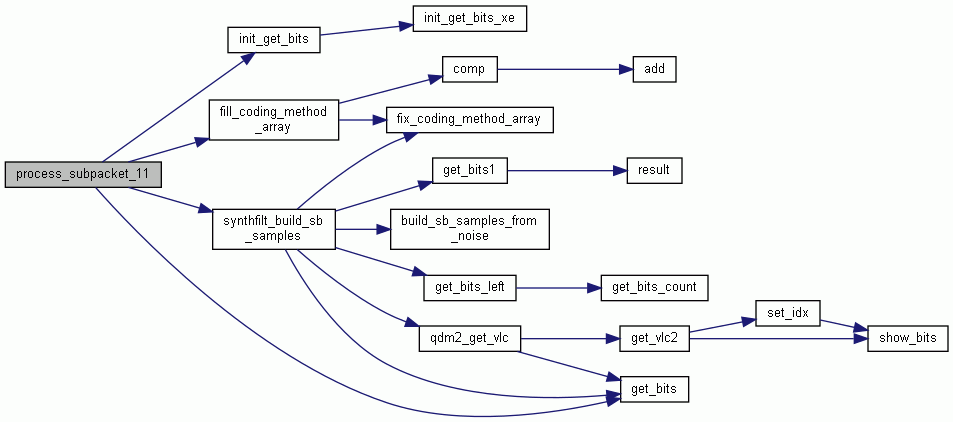 init_get_bits_xe
init_get_bits
comp
add
fill_coding_method
_array
fix_coding_method_array
process_subpacket_11
get_bits1
result
synthfilt_build_sb
_samples
build_sb_samples_from
_noise
get_bits_left
get_bits_count
set_idx
qdm2_get_vlc
get_vlc2
show_bits
get_bits